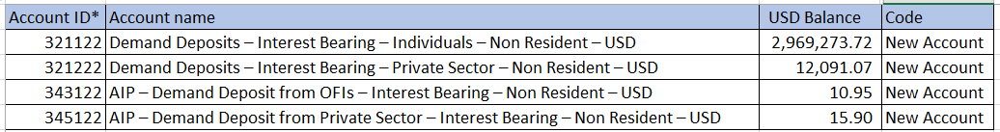 Account ID* Account name USD Balance Code
321122 Demand Deposits – Interest Bearing – Individuals – Non Resident – USD 2,969,273.72 New Account
321222 Demand Deposits – Interest Bearing – Private Sector – Non Resident – USD 12,091.07 New Account
343122 AIP – Demand Deposit from OFIs – Interest Bearing – Non Resident – USD 10.95 New Account
345122 AIP – Demand Deposit from Private Sector – Interest Bearing – Non Resident – USD 15.90 New Account